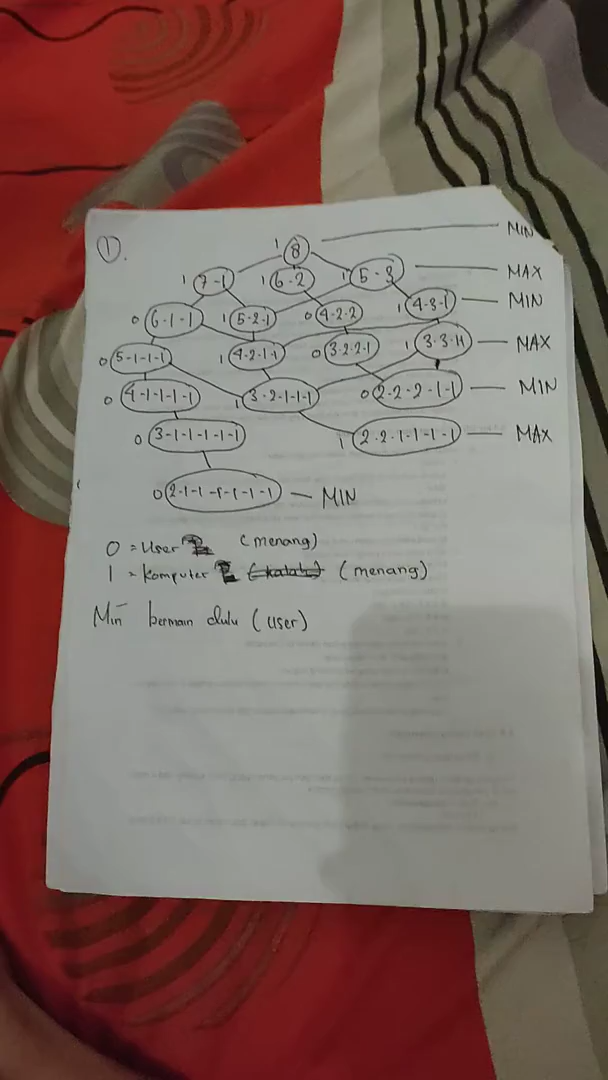 1.
1 8 MIN
1 7-1 1 6-2 1 5-3 MAX
0 6-1-1 1 5-2-1 0 4-2-2 1 4-3-1 MIN
0 5-1-1-1 1 4-2-1-1 0 3-2-2-1 1 3-3-11 MAX
0 4-1-1-1-1 1 3-2-1-1-1 0 2-2-2-1-1 MIN
0 3-1-1-1-1-1 1 2-2-1-1-1-1 MAX
0 2-1-1-1-1-1-1 MIN
0 = User (menang)
1 = Komputer (kalah) (menang)
Min bermain dulu (user)